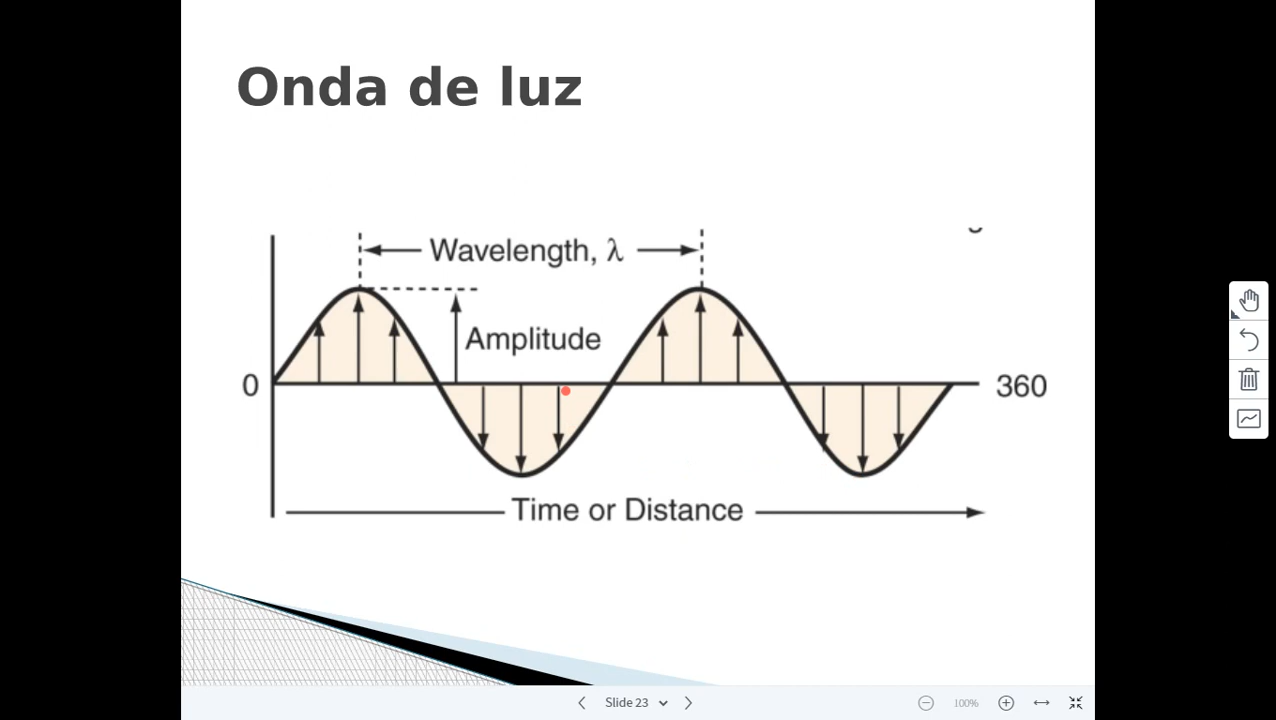 Onda de luz
Wavelength, λ
Amplitude
0
360
Time or Distance
Slide 23
100%